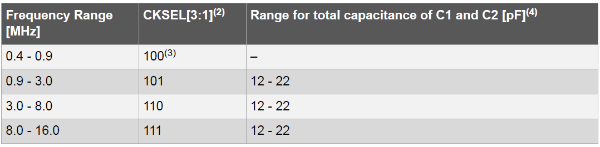 Frequency Range [MHz] CKSEL[3:1](2) Range for total capacitance of C1 and C2 [pF](4)
0.4 - 0.9 100(3) –
0.9 - 3.0 101 12 - 22
3.0 - 8.0 110 12 - 22
8.0 - 16.0 111 12 - 22